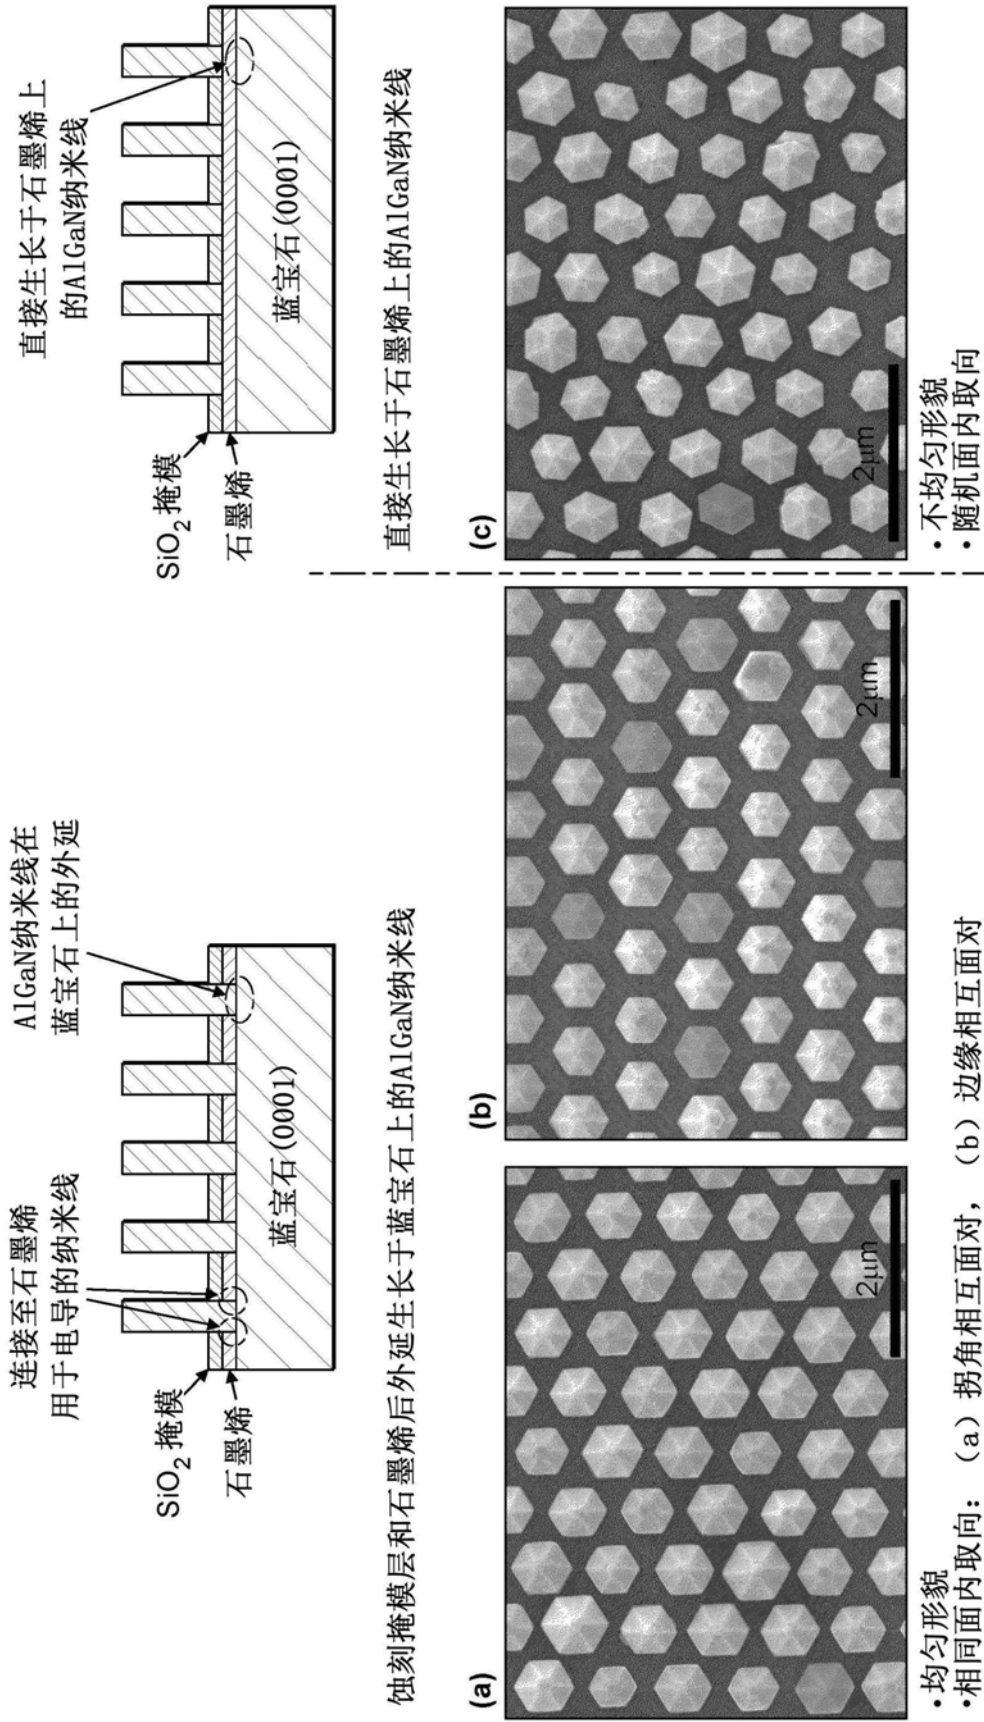 连接至石墨烯
用于电导的纳米线
AlGaN纳米线在
蓝宝石上的外延
SiO₂掩模
石墨烯
蓝宝石(0001)
蚀刻掩模层和石墨烯后外延生长于蓝宝石上的AlGaN纳米线
直接生长于石墨烯上
的AlGaN纳米线
SiO₂掩模
石墨烯
蓝宝石(0001)
直接生长于石墨烯上的AlGaN纳米线
(a)
2μm
(b)
2μm
(c)
2μm
•均匀形貌
•相同面内取向：（a）拐角相互面对，（b）边缘相互面对
•不均匀形貌
•随机面内取向